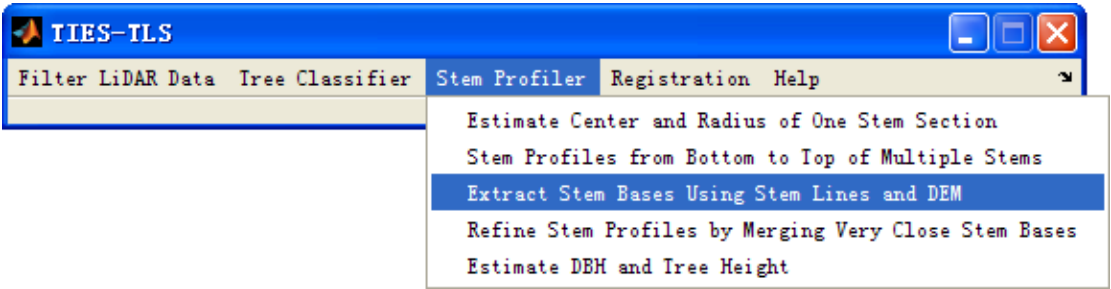 TIES-TLS
Filter LiDAR Data Tree Classifier Stem Profiler Registration Help
Estimate Center and Radius of One Stem Section
Stem Profiles from Bottom to Top of Multiple Stems
Extract Stem Bases Using Stem Lines and DEM
Refine Stem Profiles by Merging Very Close Stem Bases
Estimate DBH and Tree Height